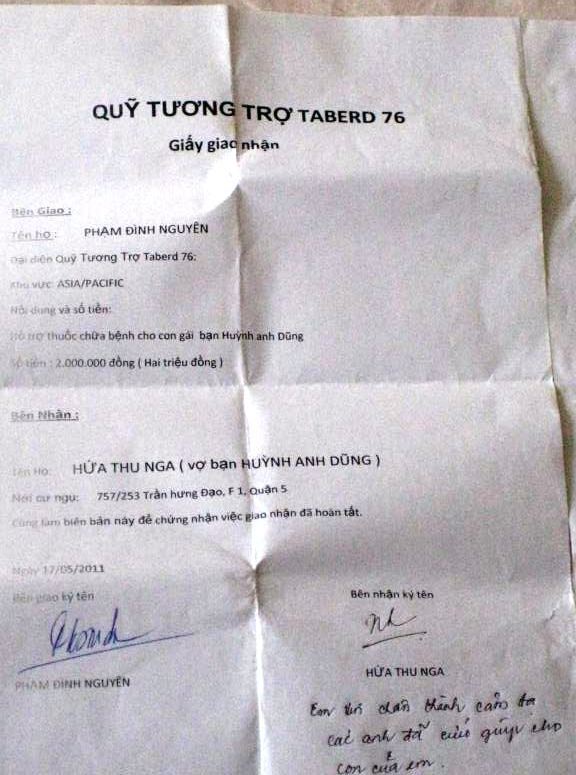 QUỸ TƯƠNG TRỢ TABERD 76
Giấy giao nhận
Bên Giao :
Tên họ : PHẠM ĐÌNH NGUYÊN
Đại diện Quỹ Tương Trợ Taberd 76:
Khu vực: ASIA/PACIFIC
Nội dung và số tiền:
Hỗ trợ thuốc chữa bệnh cho con gái bạn Huỳnh anh Dũng
Số tiền : 2.000.000 đồng ( Hai triệu đồng )
Bên Nhận :
Tên Họ: HỨA THU NGA ( vợ bạn HUỲNH ANH DŨNG )
Nơi cư ngụ: 757/253 Trần hưng Đạo, F 1, Quận 5
Cùng làm biên bản này để chứng nhận việc giao nhận đã hoàn tất.
Ngày 17/05/2011
Bên giao ký tên
Bên nhận ký tên
PHẠM ĐÌNH NGUYÊN
HỨA THU NGA
Em xin chân thành cảm ơn
các anh đã giúp cho
con của em.